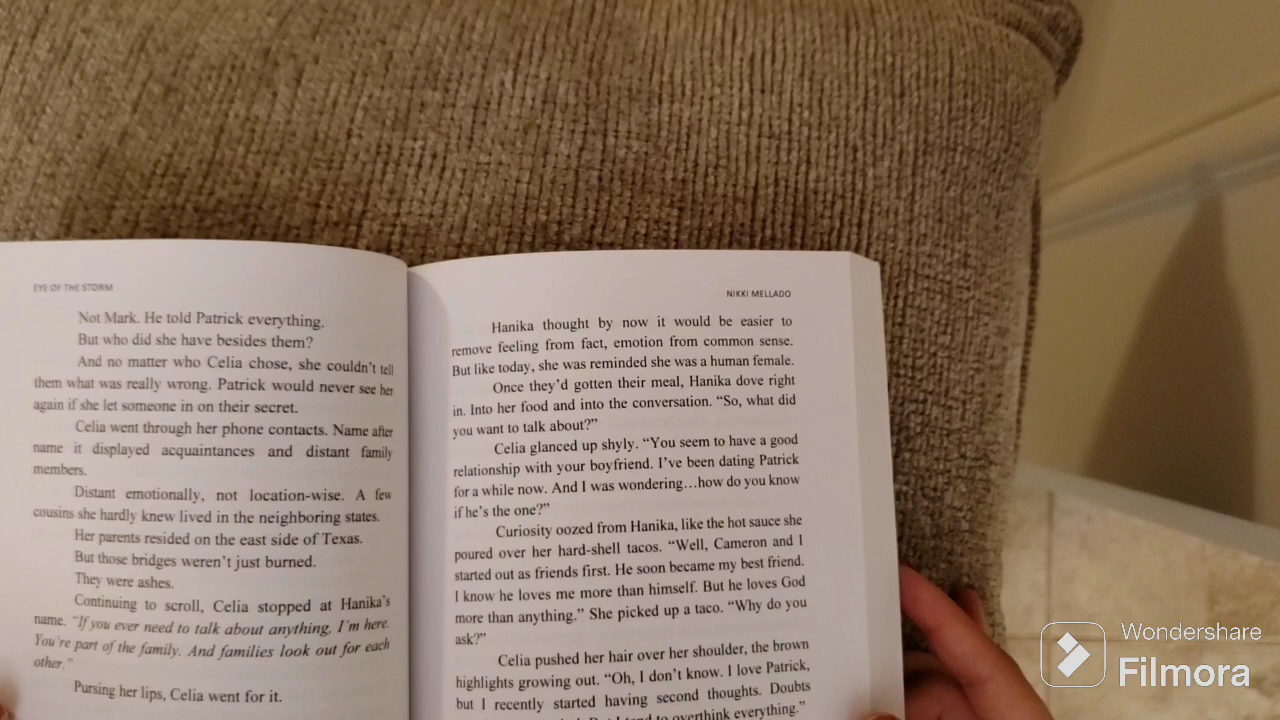 EYE OF THE STORM
Not Mark. He told Patrick everything.
But who did she have besides them?
And no matter who Celia chose, she couldn't tell
them what was really wrong. Patrick would never see her
again if she let someone in on their secret.
Celia went through her phone contacts. Name after
name it displayed acquaintances and distant family
members.
Distant emotionally, not location-wise. A few
cousins she hardly knew lived in the neighboring states.
Her parents resided on the east side of Texas.
But those bridges weren't just burned.
They were ashes.
Continuing to scroll, Celia stopped at Hanika's
name. "If you ever need to talk about anything, I'm here.
You're part of the family. And families look out for each
other."
Pursing her lips, Celia went for it.
NIKKI MELLADO
Hanika thought by now it would be easier to
remove feeling from fact, emotion from common sense.
But like today, she was reminded she was a human female.
Once they'd gotten their meal, Hanika dove right
in. Into her food and into the conversation. "So, what did
you want to talk about?"
Celia glanced up shyly. "You seem to have a good
relationship with your boyfriend. I've been dating Patrick
for a while now. And I was wondering...how do you know
if he's the one?"
Curiosity oozed from Hanika, like the hot sauce she
poured over her hard-shell tacos. "Well, Cameron and I
started out as friends first. He soon became my best friend.
I know he loves me more than himself. But he loves God
more than anything." She picked up a taco. "Why do you
ask?"
Celia pushed her hair over her shoulder, the brown
highlights growing out. "Oh, I don't know. I love Patrick,
but I recently started having second thoughts. Doubts
to overthink everything."
Wondershare
Filmora